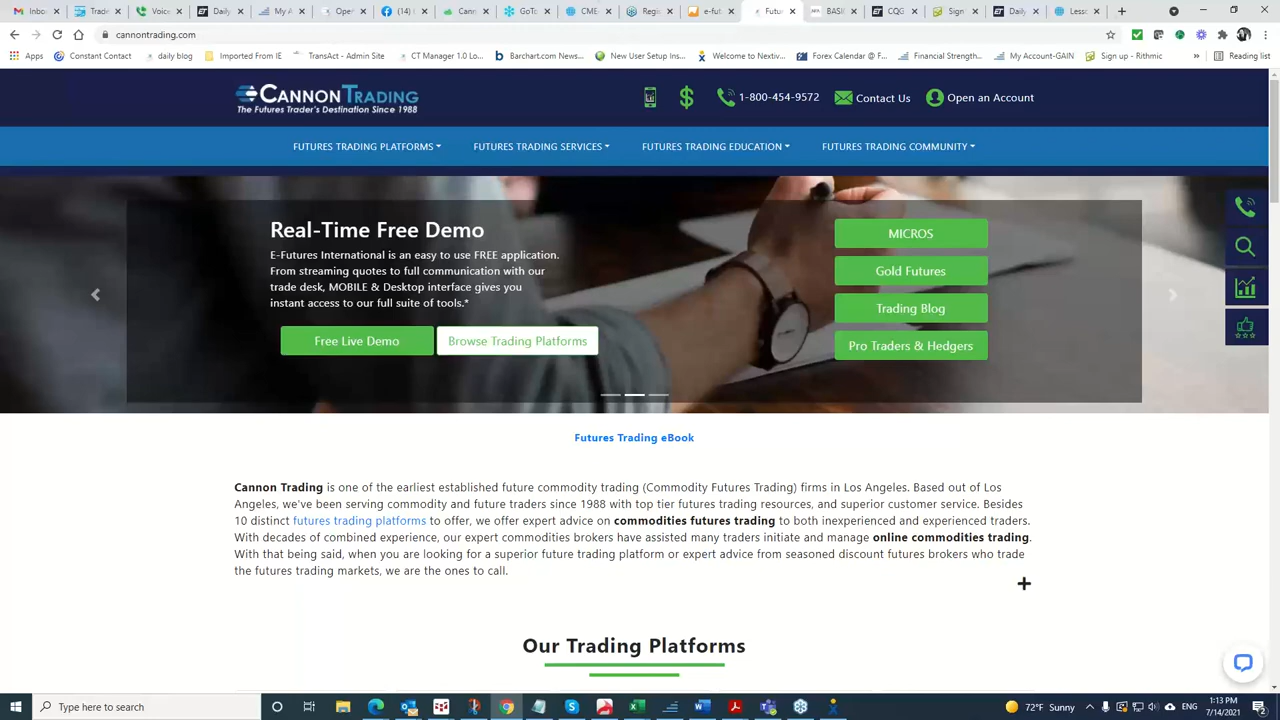 Inbo
Trade
Voice
Daily
My A
Open
(14)
Cann
GoTo
CME
Regis
e-fut
Futur
BASI
CQC
Sign
Daily
Lesso
cannontrading.com
Apps
Constant Contact
daily blog
Imported From IE
TransAct - Admin Site
CT Manager 1.0 Lo...
Barchart.com News...
New User Setup Ins...
Welcome to Nextiv...
Forex Calendar @ F...
Financial Strength...
My Account-GAIN
Sign up - Rithmic
»
Reading list
CANNONTRADING
The Futures Trader's Destination Since 1988
1-800-454-9572
Contact Us
Open an Account
FUTURES TRADING PLATFORMS
FUTURES TRADING SERVICES
FUTURES TRADING EDUCATION
FUTURES TRADING COMMUNITY
Real-Time Free Demo
E-Futures International is an easy to use FREE application.
From streaming quotes to full communication with our
trade desk, MOBILE & Desktop interface gives you
instant access to our full suite of tools.*
Free Live Demo
Browse Trading Platforms
MICROS
Gold Futures
Trading Blog
Pro Traders & Hedgers
Futures Trading eBook
Cannon Trading is one of the earliest established future commodity trading (Commodity Futures Trading) firms in Los Angeles. Based out of Los
Angeles, we've been serving commodity and future traders since 1988 with top tier futures trading resources, and superior customer service. Besides
10 distinct futures trading platforms to offer, we offer expert advice on commodities futures trading to both inexperienced and experienced traders.
With decades of combined experience, our expert commodities brokers have assisted many traders initiate and manage online commodities trading.
With that being said, when you are looking for a superior future trading platform or expert advice from seasoned discount futures brokers who trade
the futures trading markets, we are the ones to call.
Our Trading Platforms
Type here to search
72°F Sunny
ENG
1:13 PM
7/14/2021